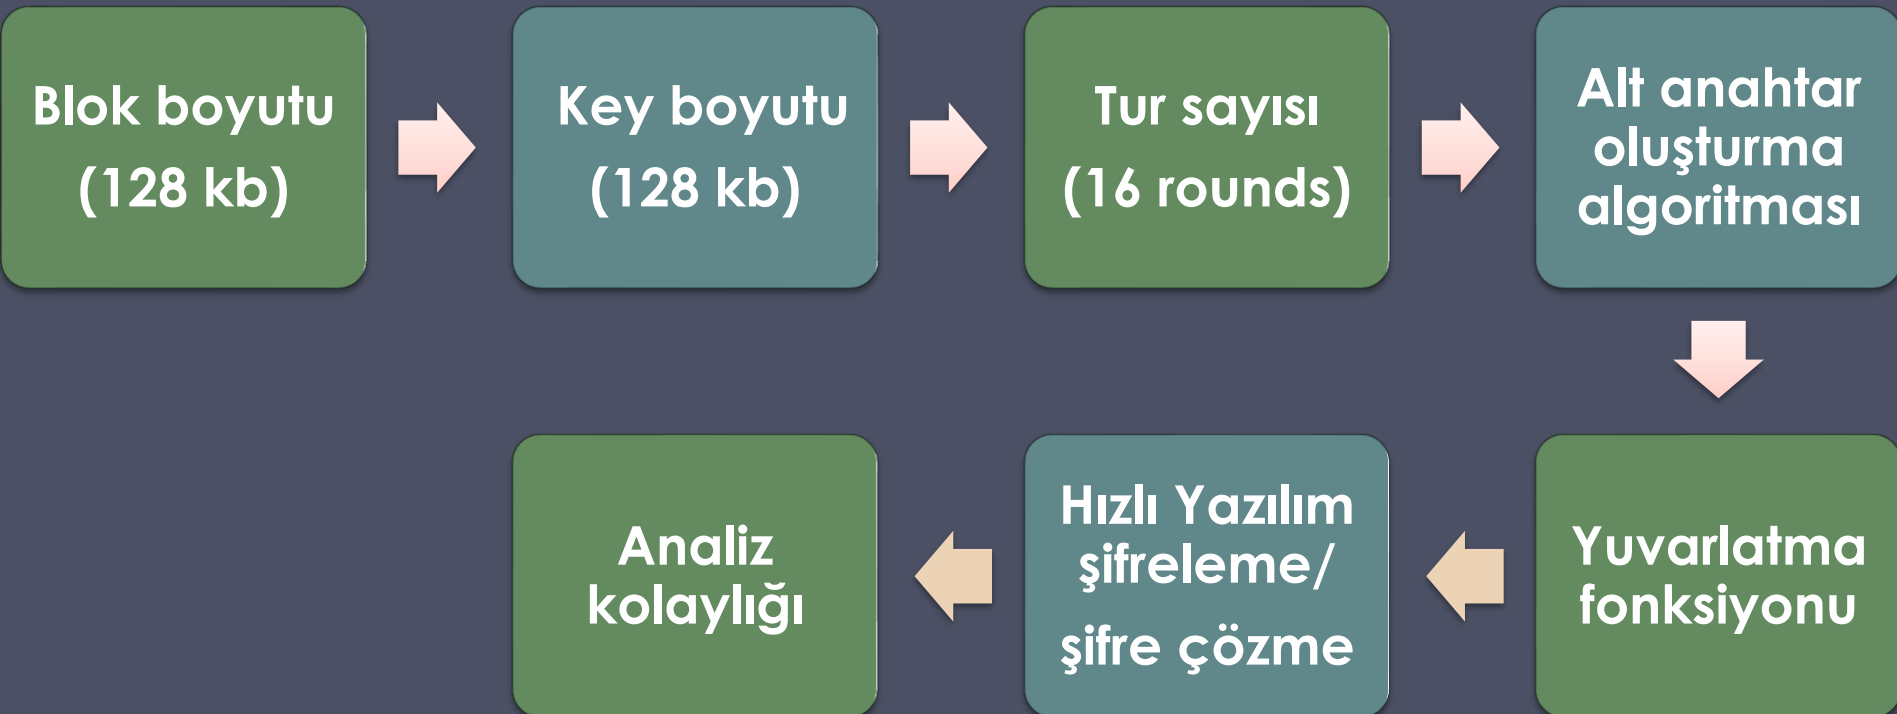 Blok boyutu
(128 kb)
Key boyutu
(128 kb)
Tur sayısı
(16 rounds)
Alt anahtar
oluşturma
algoritması
Yuvarlatma
fonksiyonu
Hızlı Yazılım
şifreleme/
şifre çözme
Analiz
kolaylığı